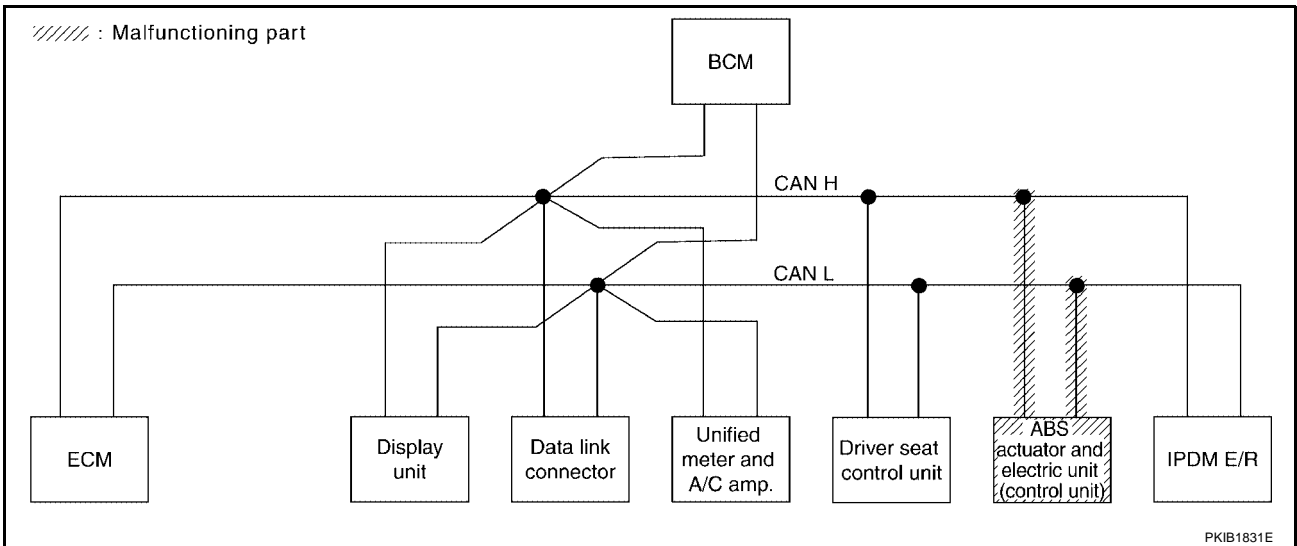 : Malfunctioning part
BCM
CAN H
CAN L
ECM
Display
unit
Data link
connector
Unified
meter and
A/C amp.
Driver seat
control unit
ABS
actuator and
electric unit
(control unit)
IPDM E/R
PKIB1831E